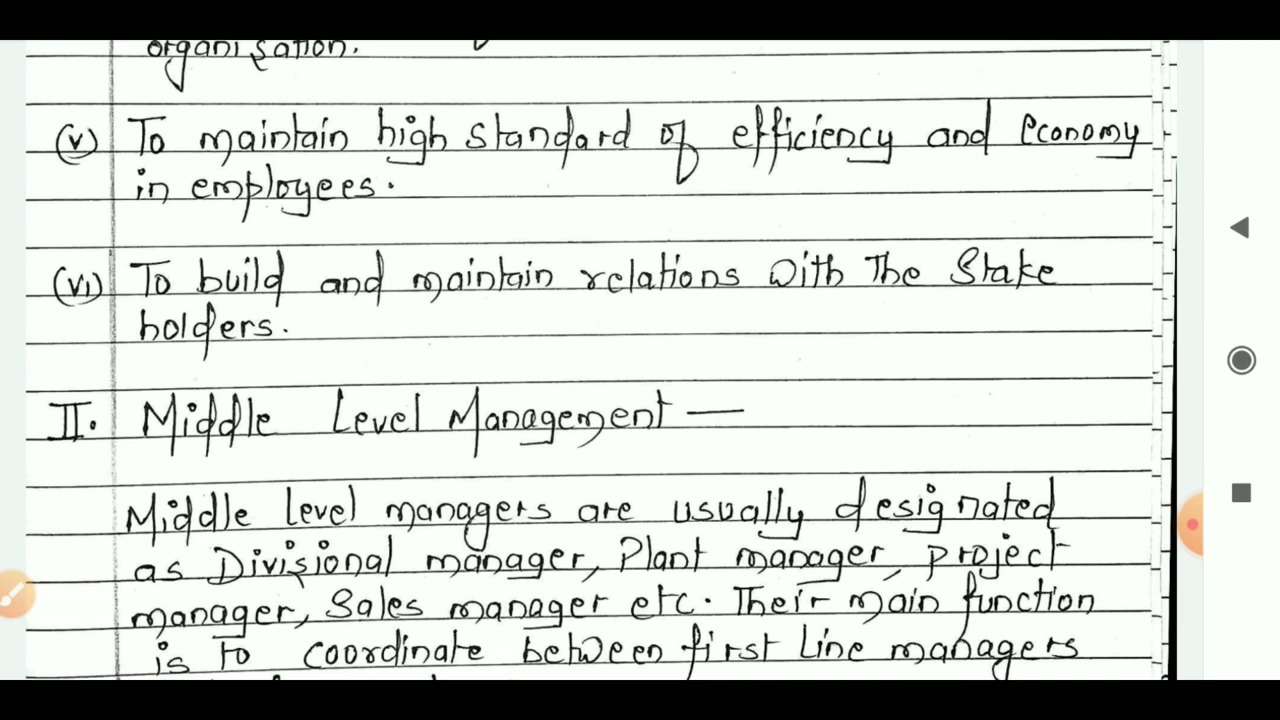 organisation.
(v) To maintain high standard of efficiency and economy
in employees.
(vi) To build and maintain relations with the Stake
holders.
II. Middle Level Management —
Middle level managers are usually designated
as Divisional manager, Plant manager, project
manager, Sales manager etc. Their main function
is to coordinate between first Line managers